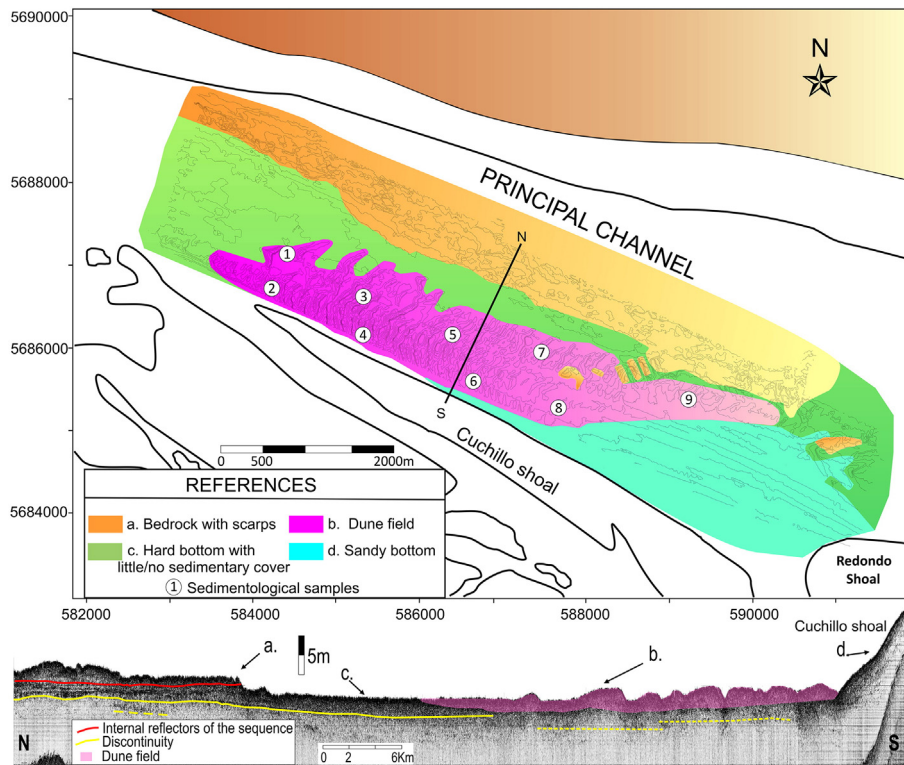 5690000
N
5688000
PRINCIPAL CHANNEL
N
1
2
3
5686000
4
5
7
6
9
8
S
Cuchillo shoal
0 500 2000m
REFERENCES
5684000
a. Bedrock with scarps
b. Dune field
c. Hard bottom with
little/no sedimentary cover
d. Sandy bottom
1 Sedimentological samples
Redondo
Shoal
582000 584000 586000 588000 590000
Cuchillo shoal
5m
a.
c.
b.
d.
Internal reflectors of the sequence
Discontinuity
Dune field
0 2 6Km
N
S